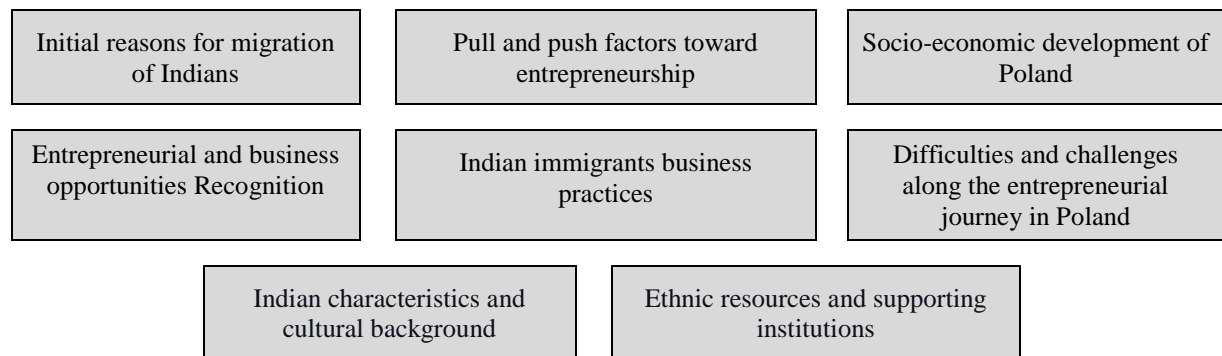 Initial reasons for migration
of Indians
Pull and push factors toward
entrepreneurship
Socio-economic development of
Poland
Entrepreneurial and business
opportunities Recognition
Indian immigrants business
practices
Difficulties and challenges
along the entrepreneurial
journey in Poland
Indian characteristics and
cultural background
Ethnic resources and supporting
institutions